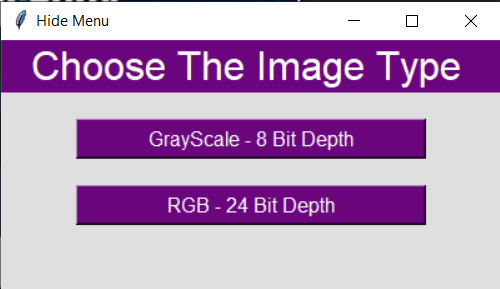 Hide Menu
Choose The Image Type
GrayScale - 8 Bit Depth
RGB - 24 Bit Depth